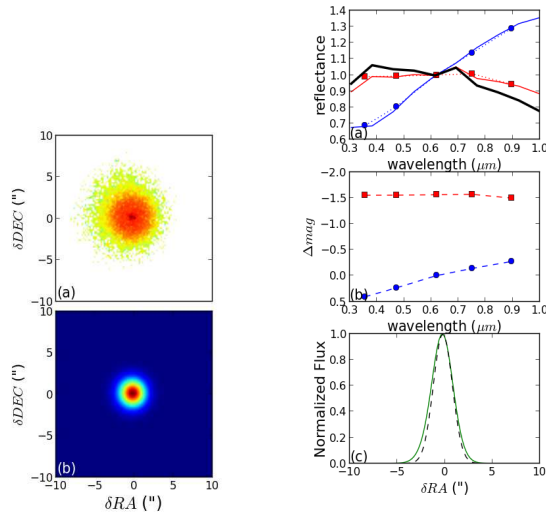 10
5
0
−5
−10
δDEC (")
(a)
10
5
0
−5
−10
δDEC (")
(b)
−10
−5
0
5
10
δRA (")
1.4
1.3
1.2
1.1
1.0
0.9
0.8
0.7
0.6
reflectance
(a)
0.3 0.4 0.5 0.6 0.7 0.8 0.9 1.0
wavelength (μm)
−2.0
−1.5
−1.0
−0.5
0.0
0.5
Δmag
(b)
0.3 0.4 0.5 0.6 0.7 0.8 0.9 1.0
wavelength (μm)
1.0
0.8
0.6
0.4
0.2
0.0
Normalized Flux
(c)
−10
−5
0
5
10
δRA (")